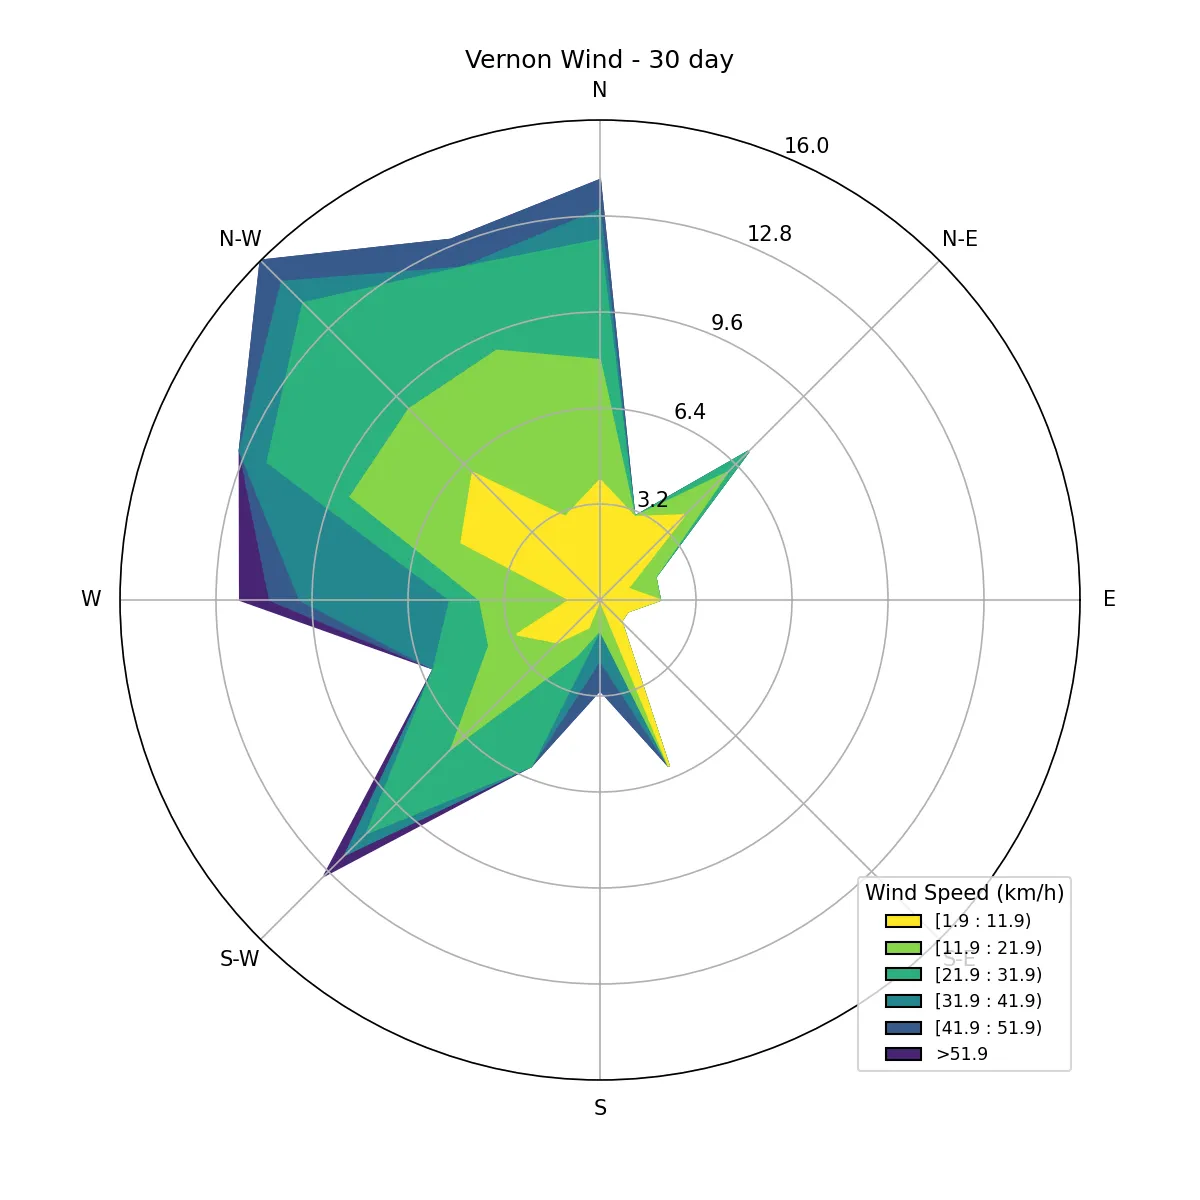 Vernon Wind - 30 day
N
16.0
N-W
12.8
N-E
9.6
6.4
3.2
W
E
Wind Speed (km/h)
[1.9 : 11.9)
[11.9 : 21.9)
S-W
S-E
[21.9 : 31.9)
[31.9 : 41.9)
[41.9 : 51.9)
>51.9
S